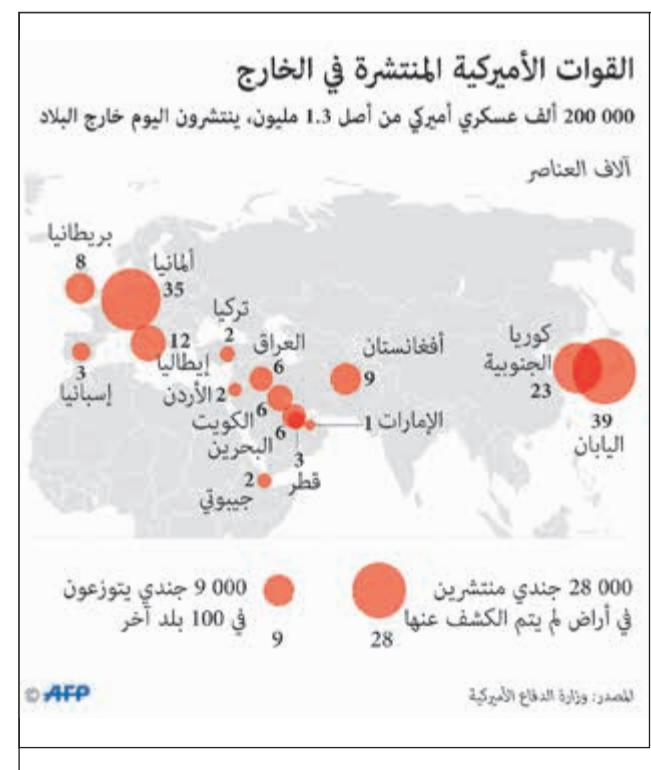 القوات الأميركية المنتشرة في الخارج
000 200 ألف عسكري أميركي من أصل 1.3 مليون، ينتشرون اليوم خارج البلاد
آلاف العناصر
بريطانيا
8
ألمانيا
35
تركيا
2
12
إيطاليا
العراق
6
أفغانستان
9
كوريا
الجنوبية
23
39
اليابان
3
إسبانيا
الأردن 2
الكويت 6
البحرين 6
3
قطر
الإمارات 1
2
جيبوتي
000 28 جندي منتشرين
في أراض لم يتم الكشف عنها
28
000 9 جندي يتوزعون
في 100 بلد آخر
9
المصدر: وزارة الدفاع الأميركية
© AFP